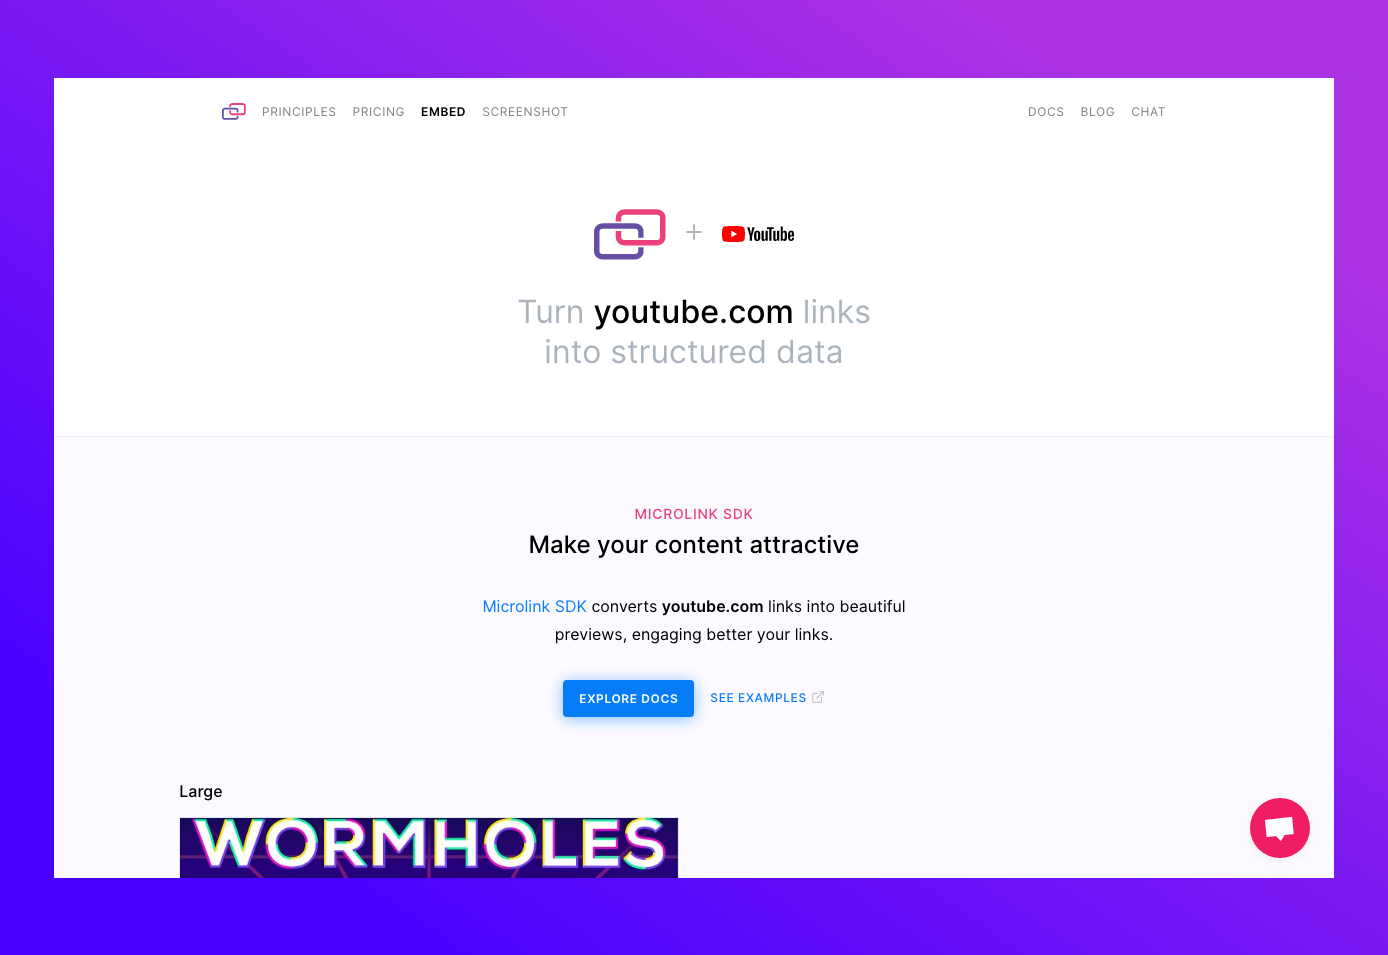 PRINCIPLES PRICING EMBED SCREENSHOT DOCS BLOG CHAT
YouTube
Turn youtube.com links
into structured data
MICROLINK SDK
Make your content attractive
Microlink SDK converts youtube.com links into beautiful
previews, engaging better your links.
EXPLORE DOCS SEE EXAMPLES
Large
WORMHOLES